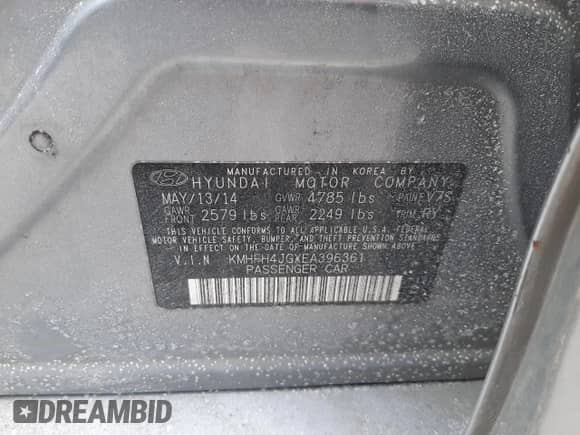 MANUFACTURED IN KOREA BY
HYUNDAI MOTOR COMPANY
MAY/13/14 GVWR 4785 lbs PAINT V7S
GAWR FRONT 2579 lbs GAWR REAR 2249 lbs TRIM RY
THIS VEHICLE CONFORMS TO ALL APPLICABLE U.S.A. FEDERAL
MOTOR VEHICLE SAFETY, BUMPER, AND THEFT PREVENTION STANDARDS
IN EFFECT ON THE DATE OF MANUFACTURE SHOWN ABOVE.
V.I.N KMHFH4JGXEA396361
PASSENGER CAR
DREAMBID